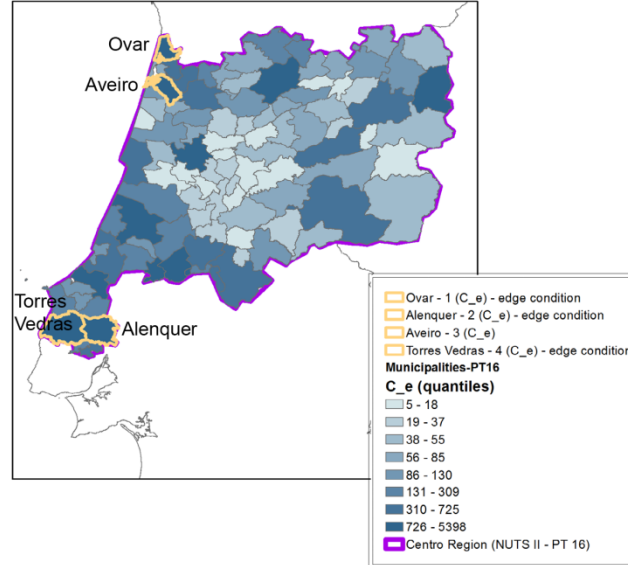 Ovar
Aveiro
Torres
Vedras
Alenquer
Ovar - 1 (C_e) - edge condition
Alenquer - 2 (C_e) - edge condition
Aveiro - 3 (C_e)
Torres Vedras - 4 (C_e) - edge condition
Municipalities-PT16
C_e (quantiles)
5 - 18
19 - 37
38 - 55
56 - 85
86 - 130
131 - 309
310 - 725
726 - 5398
Centro Region (NUTS II - PT 16)